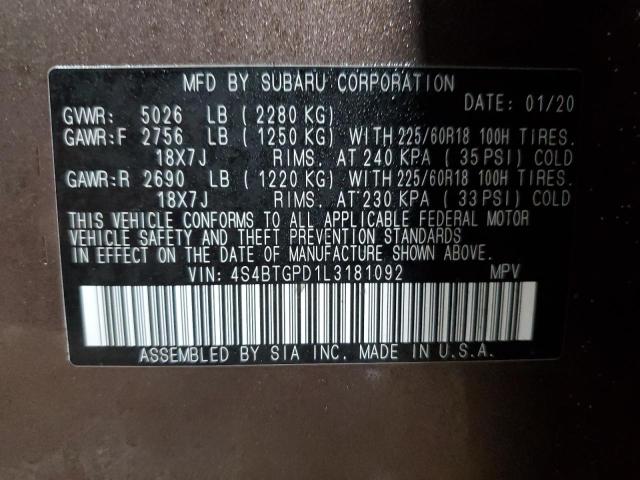 MFD BY SUBARU CORPORATION
DATE: 01/20
GVWR: 5026 LB (2280 KG)
GAWR:F 2756 LB (1250 KG) WITH 225/60R18 100H TIRES.
18X7J RIMS. AT 240 KPA (35 PSI) COLD
GAWR:R 2690 LB (1220 KG) WITH 225/60R18 100H TIRES.
18X7J RIMS. AT 230 KPA (33 PSI) COLD
THIS VEHICLE CONFORMS TO ALL APPLICABLE FEDERAL MOTOR
VEHICLE SAFETY AND THEFT PREVENTION STANDARDS
IN EFFECT ON THE DATE OF MANUFACTURE SHOWN ABOVE.
VIN: 4S4BTGPD1L3181092 MPV
ASSEMBLED BY SIA INC. MADE IN U.S.A.